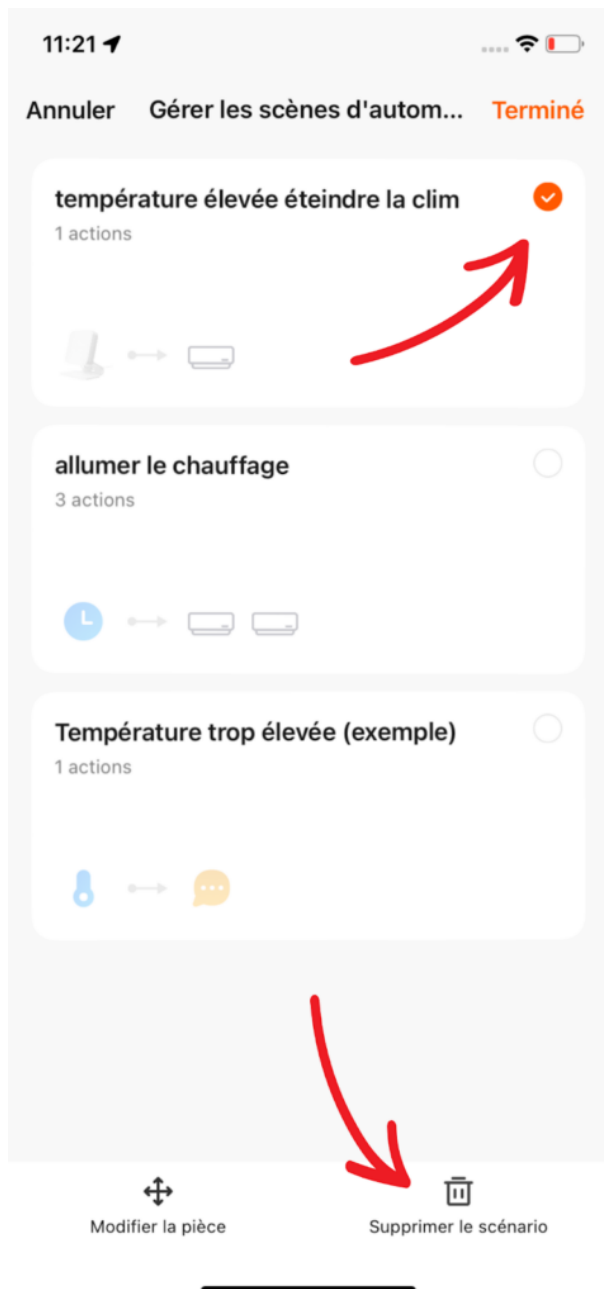 11:21
Annuler Gérer les scènes d'autom... Terminé
température élevée éteindre la clim
1 actions
allumer le chauffage
3 actions
Température trop élevée (exemple)
1 actions
Modifier la pièce Supprimer le scénario